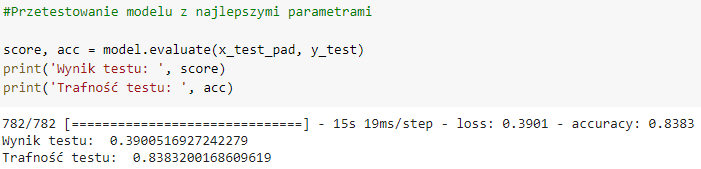 #Przetestowanie modelu z najlepszymi parametrami
score, acc = model.evaluate(x_test_pad, y_test)
print('Wynik testu: ', score)
print('Trafność testu: ', acc)
782/782 [==============================] - 15s 19ms/step - loss: 0.3901 - accuracy: 0.8383
Wynik testu:  0.3900516927242279
Trafność testu:  0.8383200168609619